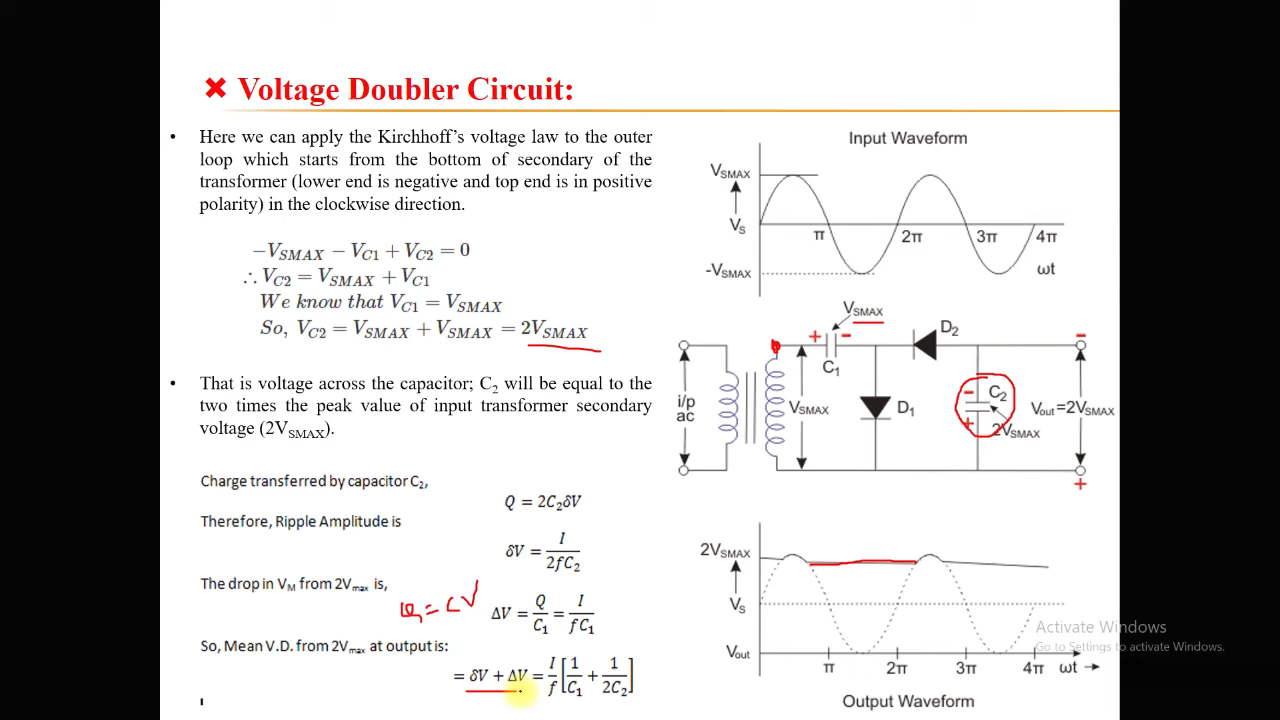 ✖ Voltage Doubler Circuit:
• Here we can apply the Kirchhoff's voltage law to the outer
loop which starts from the bottom of secondary of the
transformer (lower end is negative and top end is in positive
polarity) in the clockwise direction.
−V_SMAX − V_C1 + V_C2 = 0
∴ V_C2 = V_SMAX + V_C1
We know that V_C1 = V_SMAX
So, V_C2 = V_SMAX + V_SMAX = 2V_SMAX
• That is voltage across the capacitor; C₂ will be equal to the
two times the peak value of input transformer secondary
voltage (2V_SMAX).
Charge transferred by capacitor C₂,
Q = 2C₂δV
Therefore, Ripple Amplitude is
δV = I / 2fC₂
The drop in V_M from 2V_max is,
Q = CV
ΔV = Q / C₁ = I / fC₁
So, Mean V.D. from 2V_max at output is:
= δV + ΔV = I/f [1/C₁ + 1/2C₂]
Input Waveform
V_SMAX
V_S
-V_SMAX
π 2π 3π 4π
ωt
V_SMAX
+ -
C₁
D₂
-
i/p
ac
V_SMAX
D₁
-
C₂
+
2V_SMAX
V_out=2V_SMAX
+
2V_SMAX
V_S
V_out
π 2π 3π 4π ωt
Output Waveform
Activate Windows
Go to Settings to activate Windows.